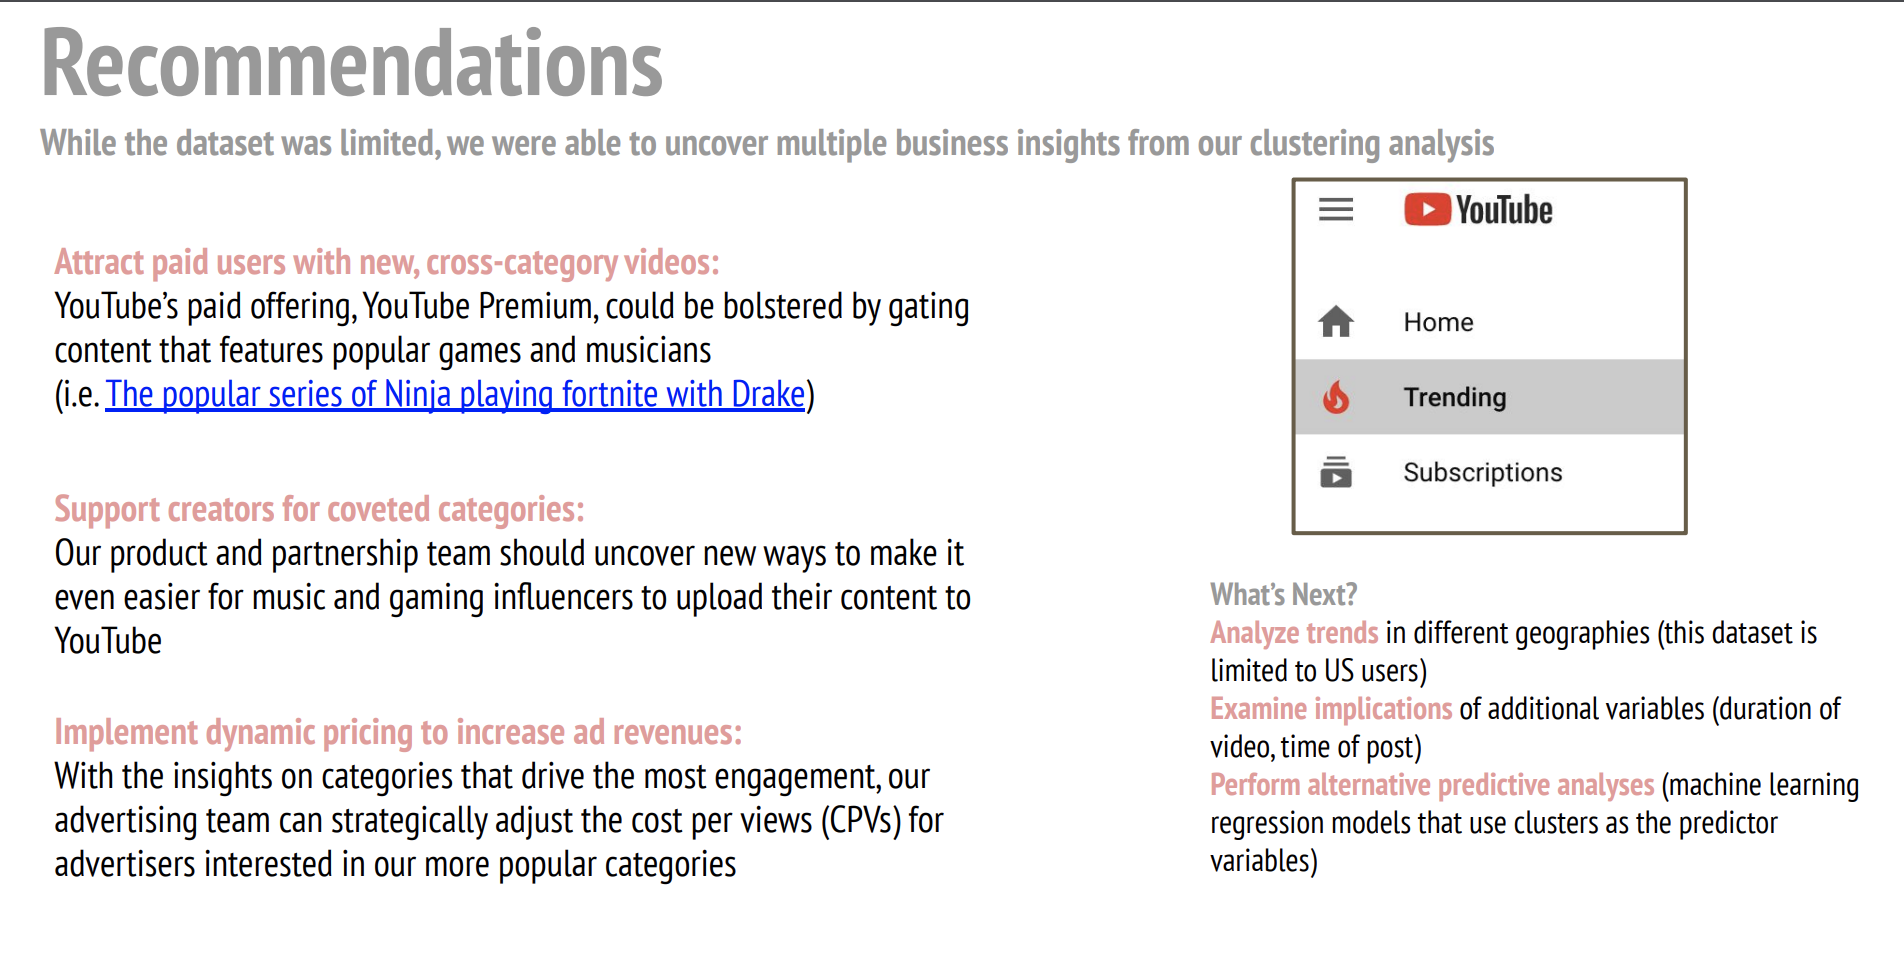 Recommendations
While the dataset was limited, we were able to uncover multiple business insights from our clustering analysis
Attract paid users with new, cross-category videos:
YouTube’s paid offering, YouTube Premium, could be bolstered by gating
content that features popular games and musicians
(i.e. The popular series of Ninja playing fortnite with Drake)
Support creators for coveted categories:
Our product and partnership team should uncover new ways to make it
even easier for music and gaming influencers to upload their content to
YouTube
Implement dynamic pricing to increase ad revenues:
With the insights on categories that drive the most engagement, our
advertising team can strategically adjust the cost per views (CPVs) for
advertisers interested in our more popular categories
YouTube
Home
Trending
Subscriptions
What’s Next?
Analyze trends in different geographies (this dataset is
limited to US users)
Examine implications of additional variables (duration of
video, time of post)
Perform alternative predictive analyses (machine learning
regression models that use clusters as the predictor
variables)